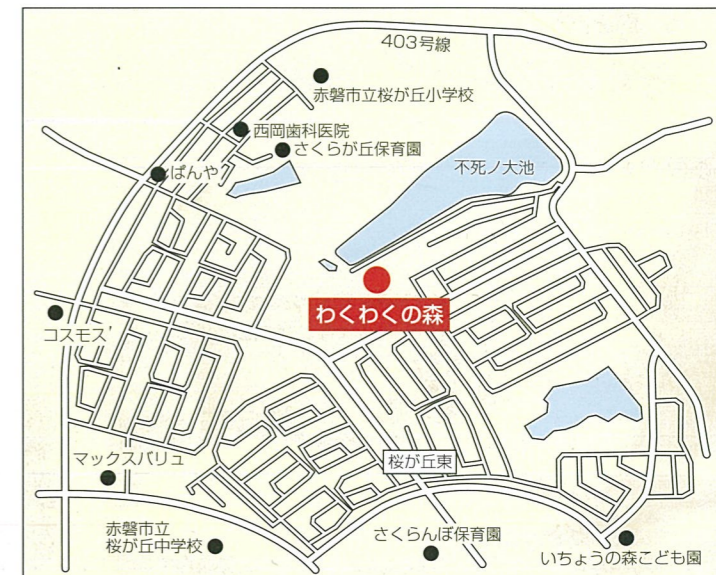 403号線
赤磐市立桜が丘小学校
西岡歯科医院
さくらが丘保育園
ぱんや
不死ノ大池
わくわくの森
コスモス'
マックスバリュ
桜が丘東
赤磐市立
桜が丘中学校
さくらんぼ保育園
いちょうの森こども園